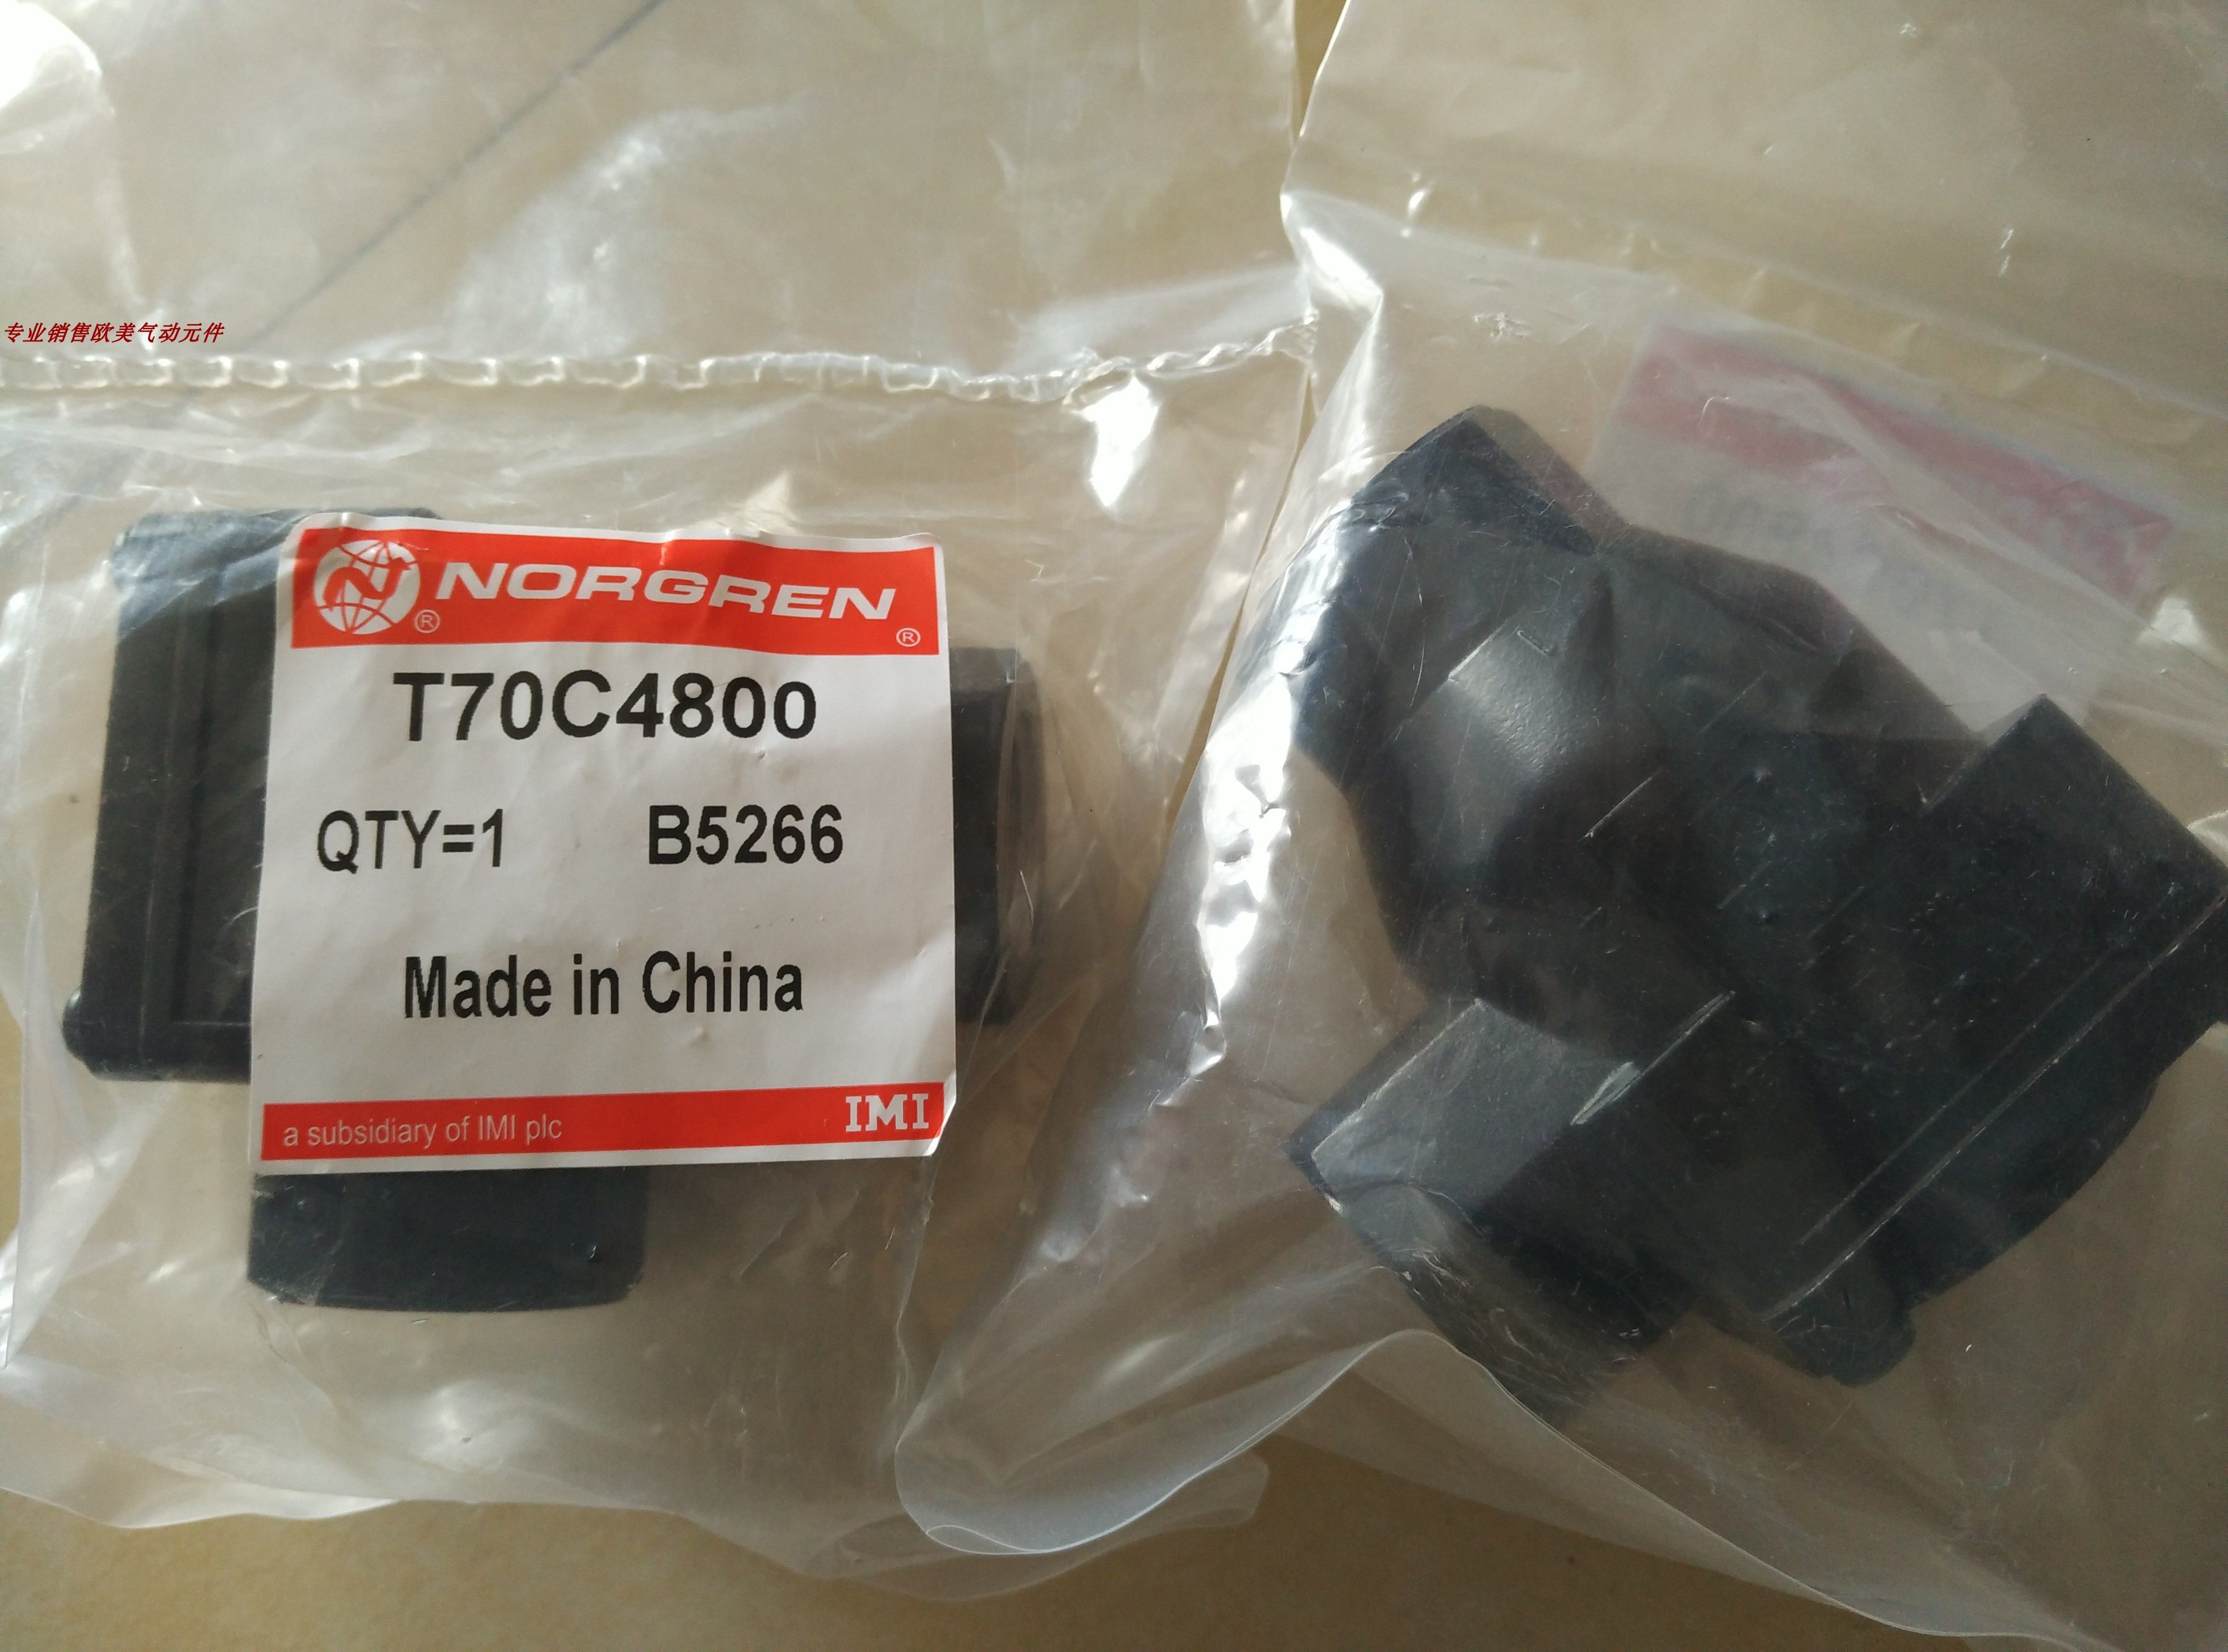 专业销售欧美气动元件
N ® NORGREN ®
T70C4800
QTY=1 B5266
Made in China
a subsidiary of IMI plc IMI